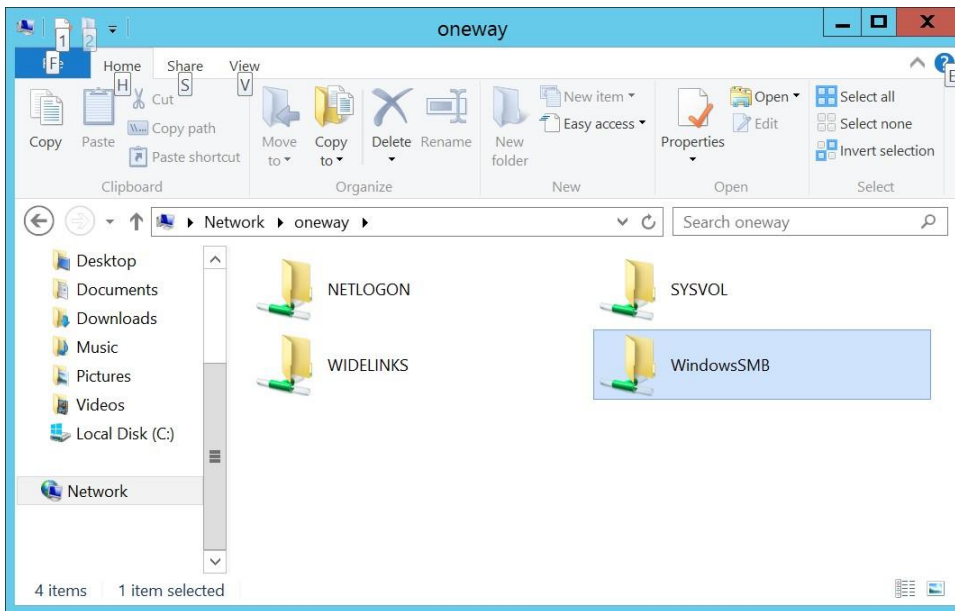 oneway
1 2
F
Home Share View
H S V
E
Copy
Paste
Cut
Copy path
Paste shortcut
Clipboard
Move to
Copy to
Delete
Rename
Organize
New folder
New item
Easy access
New
Properties
Open
Edit
Open
Select all
Select none
Invert selection
Select
Network oneway
Search oneway
Desktop
Documents
Downloads
Music
Pictures
Videos
Local Disk (C:)
Network
NETLOGON
SYSVOL
WIDELINKS
WindowsSMB
4 items 1 item selected